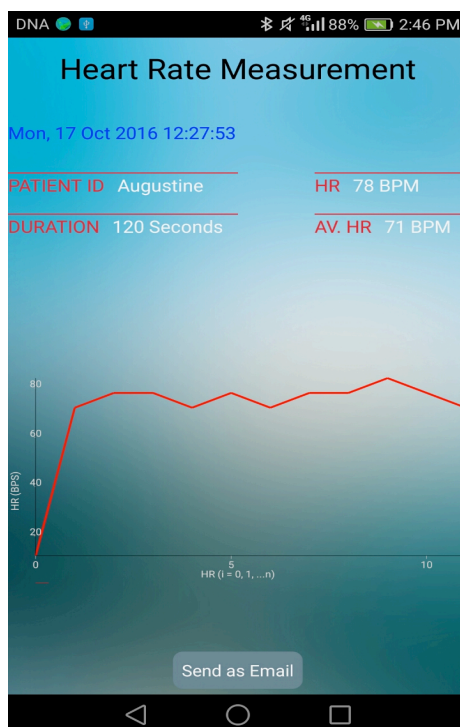 DNA 4G 88% 2:46 PM
Heart Rate Measurement
Mon, 17 Oct 2016 12:27:53
PATIENT ID Augustine HR 78 BPM
DURATION 120 Seconds AV. HR 71 BPM
80
60
40
20
HR (BPS)
0 5 10
HR (i = 0, 1, ...n)
Send as Email